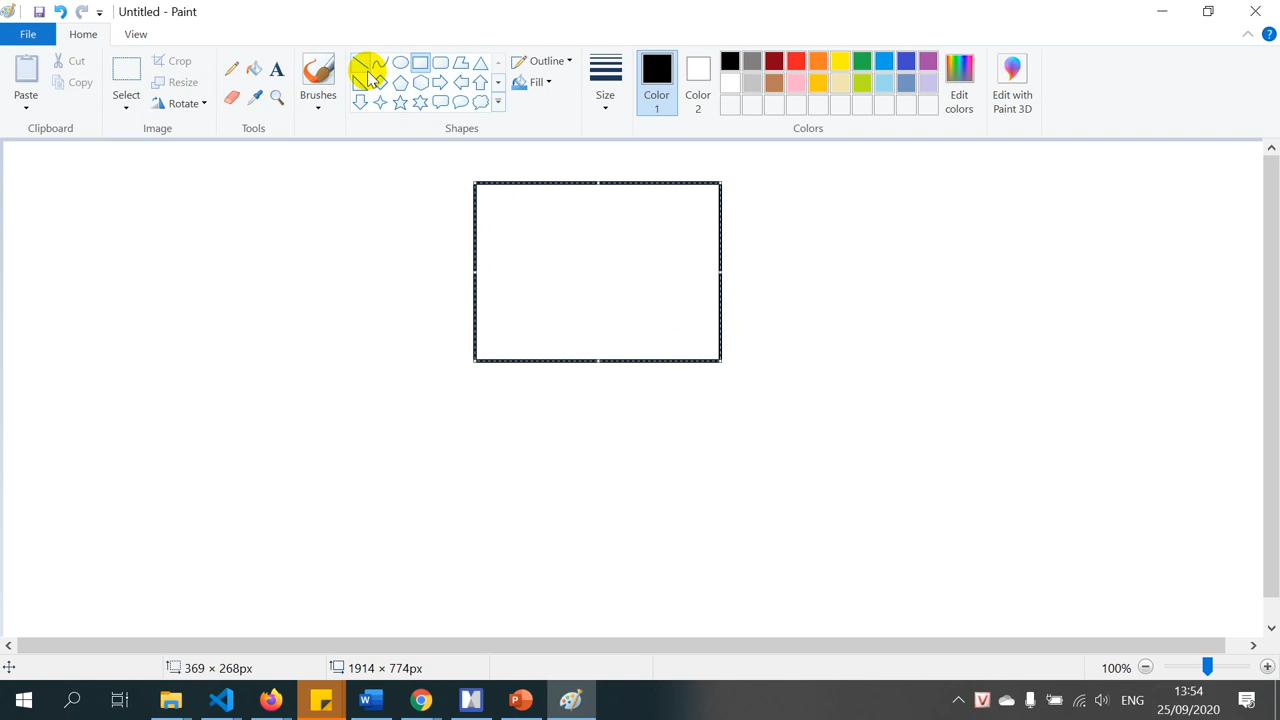 Untitled - Paint
File Home View
Paste
Cut
Copy
Clipboard
Select
Crop
Resize
Rotate
Image
A
Tools
Brushes
Shapes
Outline
Fill
Size
Color 1
Color 2
Edit colors
Colors
Edit with Paint 3D
369 × 268px
1914 × 774px
100%
ENG
13:54
25/09/2020